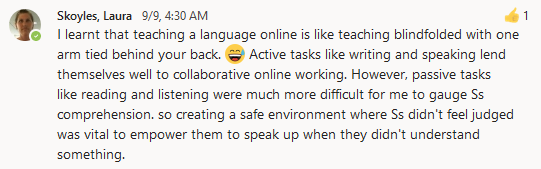 Skoyles, Laura 9/9, 4:30 AM 👍 1
I learnt that teaching a language online is like teaching blindfolded with one
arm tied behind your back. 😅 Active tasks like writing and speaking lend
themselves well to collaborative online working. However, passive tasks
like reading and listening were much more difficult for me to gauge Ss
comprehension. so creating a safe environment where Ss didn't feel judged
was vital to empower them to speak up when they didn't understand
something.